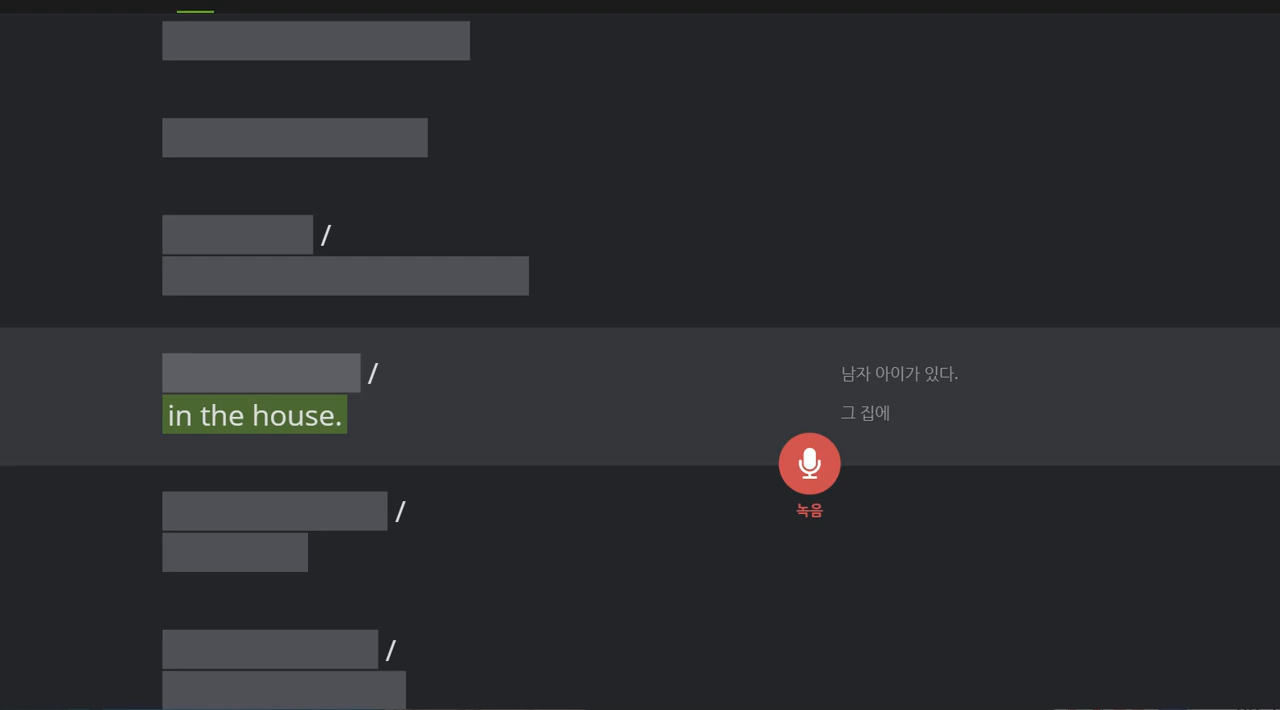 /
/
남자 아이가 있다.
in the house.
그 집에
녹음
/
/